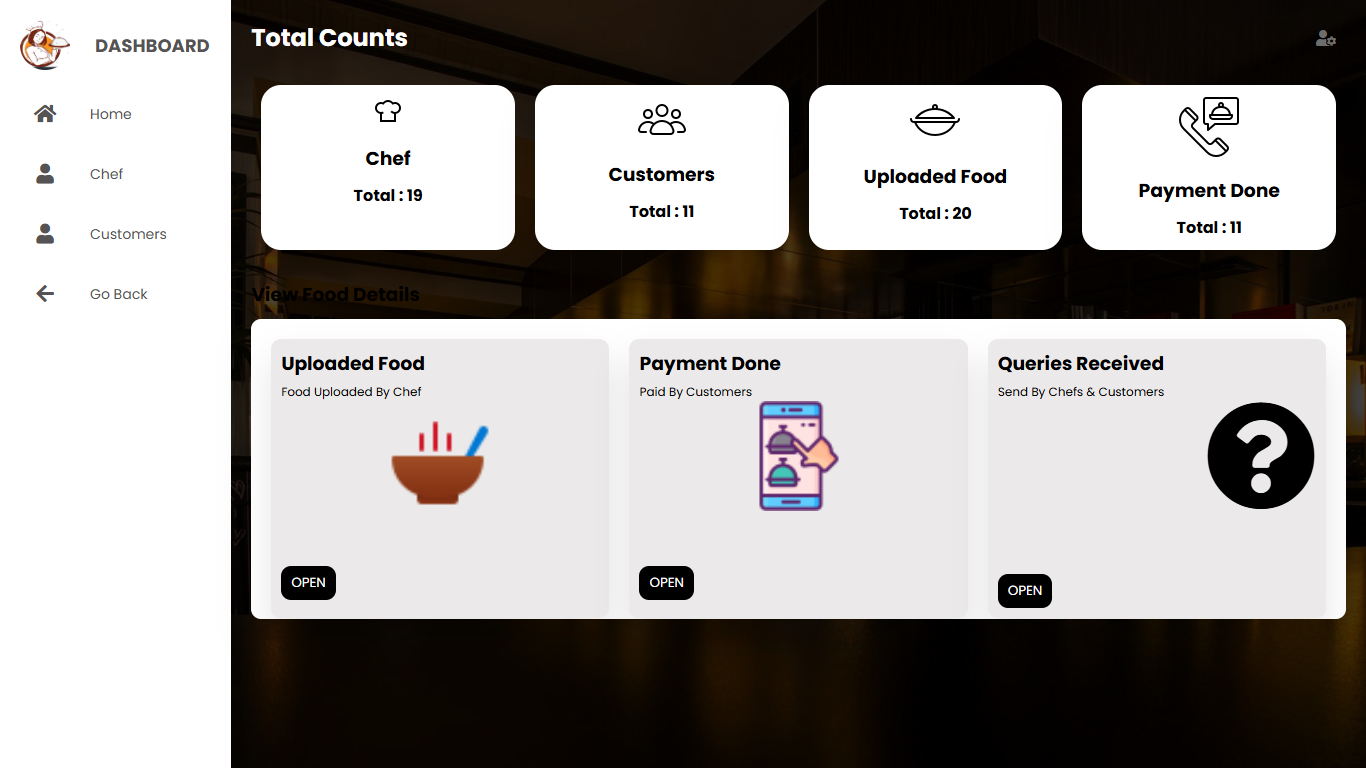 DASHBOARD
Home
Chef
Customers
Go Back
Total Counts
Chef
Total : 19
Customers
Total : 11
Uploaded Food
Total : 20
Payment Done
Total : 11
View Food Details
Uploaded Food
Food Uploaded By Chef
OPEN
Payment Done
Paid By Customers
OPEN
Queries Received
Send By Chefs & Customers
OPEN